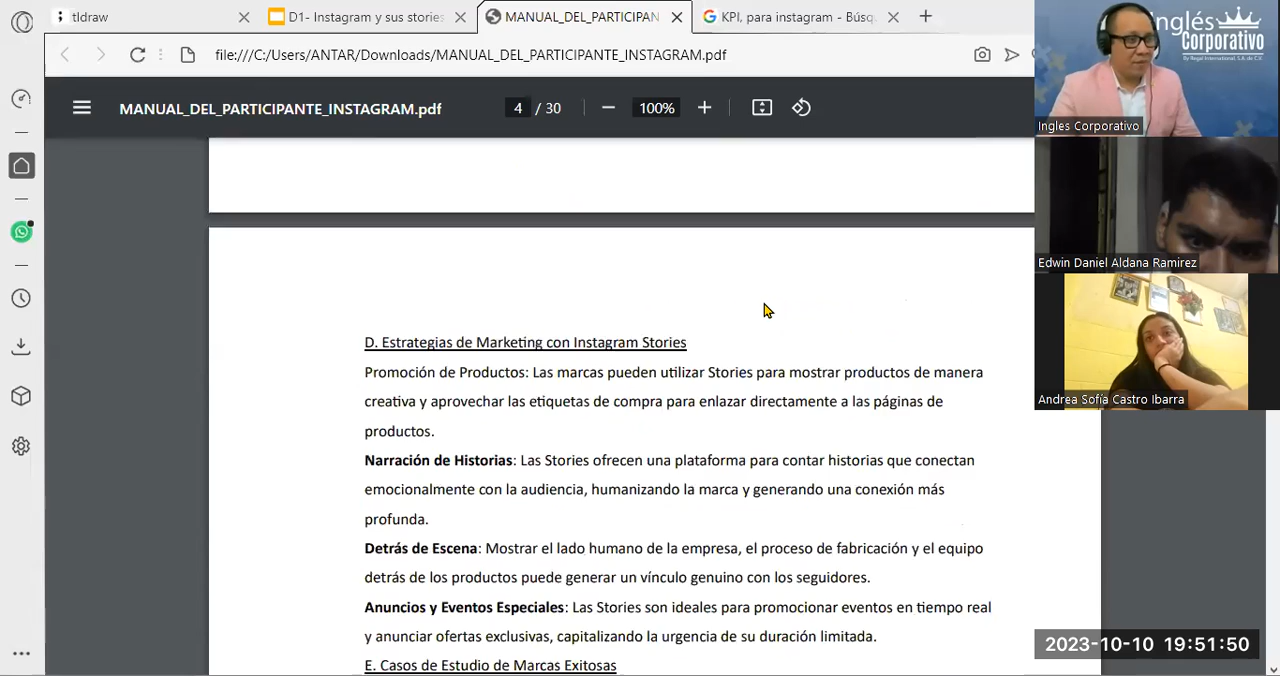 tldraw
D1- Instagram y sus stories
MANUAL_DEL_PARTICIPAN
KPI, para instagram - Búsq
file:///C:/Users/ANTAR/Downloads/MANUAL_DEL_PARTICIPANTE_INSTAGRAM.pdf
MANUAL_DEL_PARTICIPANTE_INSTAGRAM.pdf
4 / 30
100%
D. Estrategias de Marketing con Instagram Stories
Promoción de Productos: Las marcas pueden utilizar Stories para mostrar productos de manera
creativa y aprovechar las etiquetas de compra para enlazar directamente a las páginas de
productos.
Narración de Historias: Las Stories ofrecen una plataforma para contar historias que conectan
emocionalmente con la audiencia, humanizando la marca y generando una conexión más
profunda.
Detrás de Escena: Mostrar el lado humano de la empresa, el proceso de fabricación y el equipo
detrás de los productos puede generar un vínculo genuino con los seguidores.
Anuncios y Eventos Especiales: Las Stories son ideales para promocionar eventos en tiempo real
y anunciar ofertas exclusivas, capitalizando la urgencia de su duración limitada.
E. Casos de Estudio de Marcas Exitosas
inglés
Corporativo
By Regal International, S.A. de C.V.
Ingles Corporativo
Edwin Daniel Aldana Ramirez
Andrea Sofía Castro Ibarra
2023-10-10 19:51:50